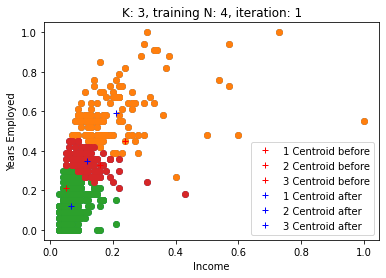 K: 3, training N: 4, iteration: 1
1.0
0.8
0.6
0.4
0.2
0.0
Years Employed
1 Centroid before
2 Centroid before
3 Centroid before
1 Centroid after
2 Centroid after
3 Centroid after
0.0 0.2 0.4 0.6 0.8 1.0
Income